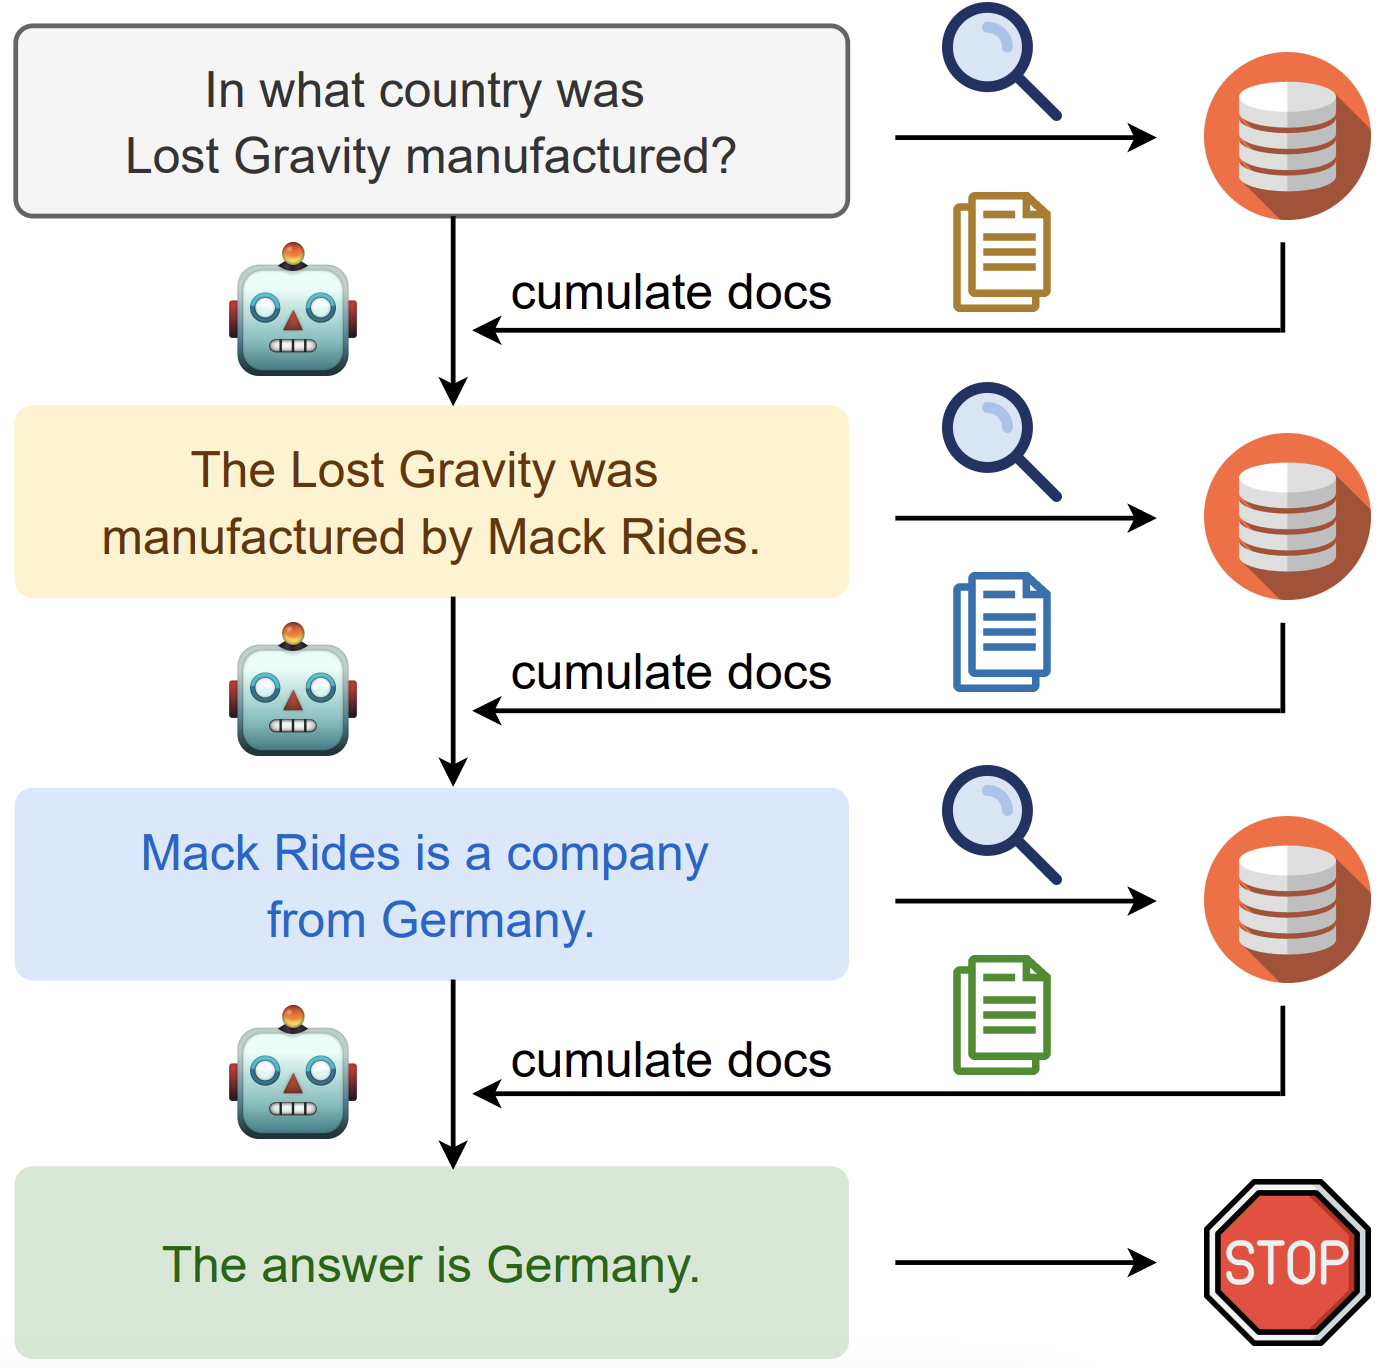 In what country was
Lost Gravity manufactured?
cumulate docs
The Lost Gravity was
manufactured by Mack Rides.
cumulate docs
Mack Rides is a company
from Germany.
cumulate docs
The answer is Germany.
STOP